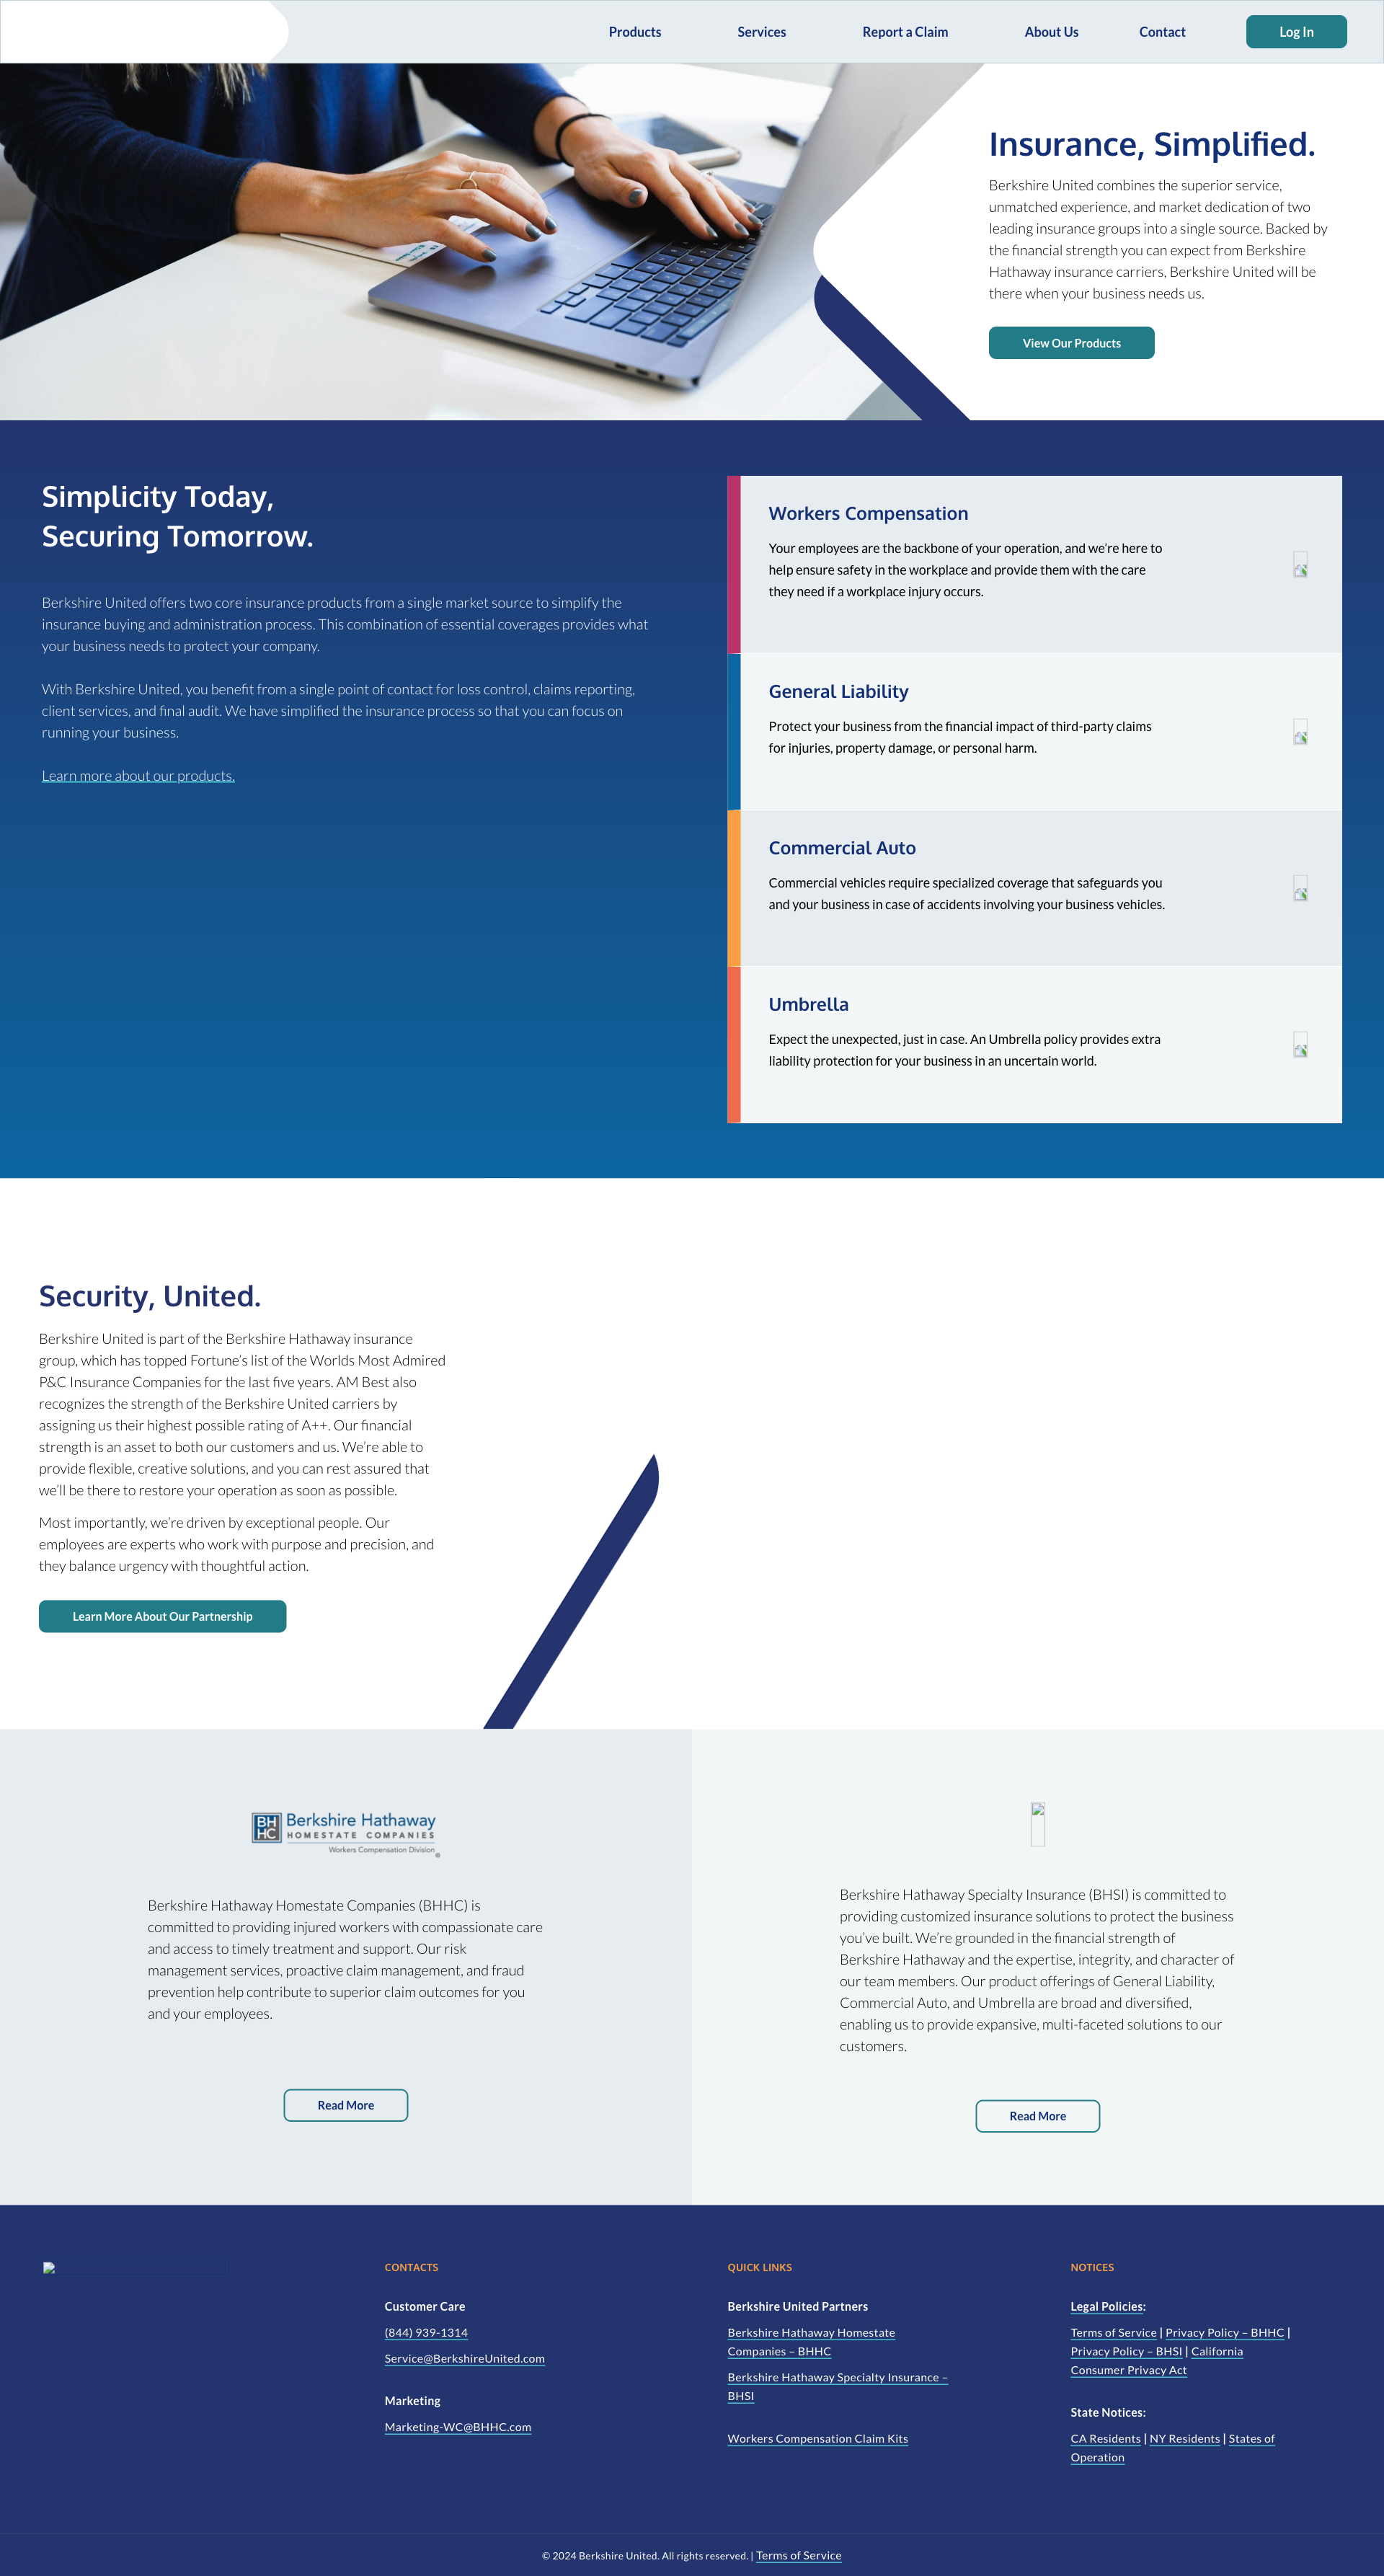 Products
Services
Report a Claim
About Us
Contact
Log In
Insurance, Simplified.
Berkshire United combines the superior service,
unmatched experience, and market dedication of two
leading insurance groups into a single source. Backed by
the financial strength you can expect from Berkshire
Hathaway insurance carriers, Berkshire United will be
there when your business needs us.
View Our Products
Simplicity Today,
Securing Tomorrow.
Berkshire United offers two core insurance products from a single market source to simplify the
insurance buying and administration process. This combination of essential coverages provides what
your business needs to protect your company.
With Berkshire United, you benefit from a single point of contact for loss control, claims reporting,
client services, and final audit. We have simplified the insurance process so that you can focus on
running your business.
Learn more about our products.
Workers Compensation
Your employees are the backbone of your operation, and we’re here to
help ensure safety in the workplace and provide them with the care
they need if a workplace injury occurs.
General Liability
Protect your business from the financial impact of third-party claims
for injuries, property damage, or personal harm.
Commercial Auto
Commercial vehicles require specialized coverage that safeguards you
and your business in case of accidents involving your business vehicles.
Umbrella
Expect the unexpected, just in case. An Umbrella policy provides extra
liability protection for your business in an uncertain world.
Security, United.
Berkshire United is part of the Berkshire Hathaway insurance
group, which has topped Fortune’s list of the Worlds Most Admired
P&C Insurance Companies for the last five years. AM Best also
recognizes the strength of the Berkshire United carriers by
assigning us their highest possible rating of A++. Our financial
strength is an asset to both our customers and us. We’re able to
provide flexible, creative solutions, and you can rest assured that
we’ll be there to restore your operation as soon as possible.
Most importantly, we’re driven by exceptional people. Our
employees are experts who work with purpose and precision, and
they balance urgency with thoughtful action.
Learn More About Our Partnership
BH
HC
Berkshire Hathaway
HOMESTATE COMPANIES
Workers Compensation Division®
Berkshire Hathaway Homestate Companies (BHHC) is
committed to providing injured workers with compassionate care
and access to timely treatment and support. Our risk
management services, proactive claim management, and fraud
prevention help contribute to superior claim outcomes for you
and your employees.
Read More
Berkshire Hathaway Specialty Insurance (BHSI) is committed to
providing customized insurance solutions to protect the business
you’ve built. We’re grounded in the financial strength of
Berkshire Hathaway and the expertise, integrity, and character of
our team members. Our product offerings of General Liability,
Commercial Auto, and Umbrella are broad and diversified,
enabling us to provide expansive, multi-faceted solutions to our
customers.
Read More
CONTACTS
Customer Care
(844) 939-1314
Service@BerkshireUnited.com
Marketing
Marketing-WC@BHHC.com
QUICK LINKS
Berkshire United Partners
Berkshire Hathaway Homestate
Companies – BHHC
Berkshire Hathaway Specialty Insurance –
BHSI
Workers Compensation Claim Kits
NOTICES
Legal Policies:
Terms of Service | Privacy Policy – BHHC |
Privacy Policy – BHSI | California
Consumer Privacy Act
State Notices:
CA Residents | NY Residents | States of
Operation
© 2024 Berkshire United. All rights reserved. | Terms of Service